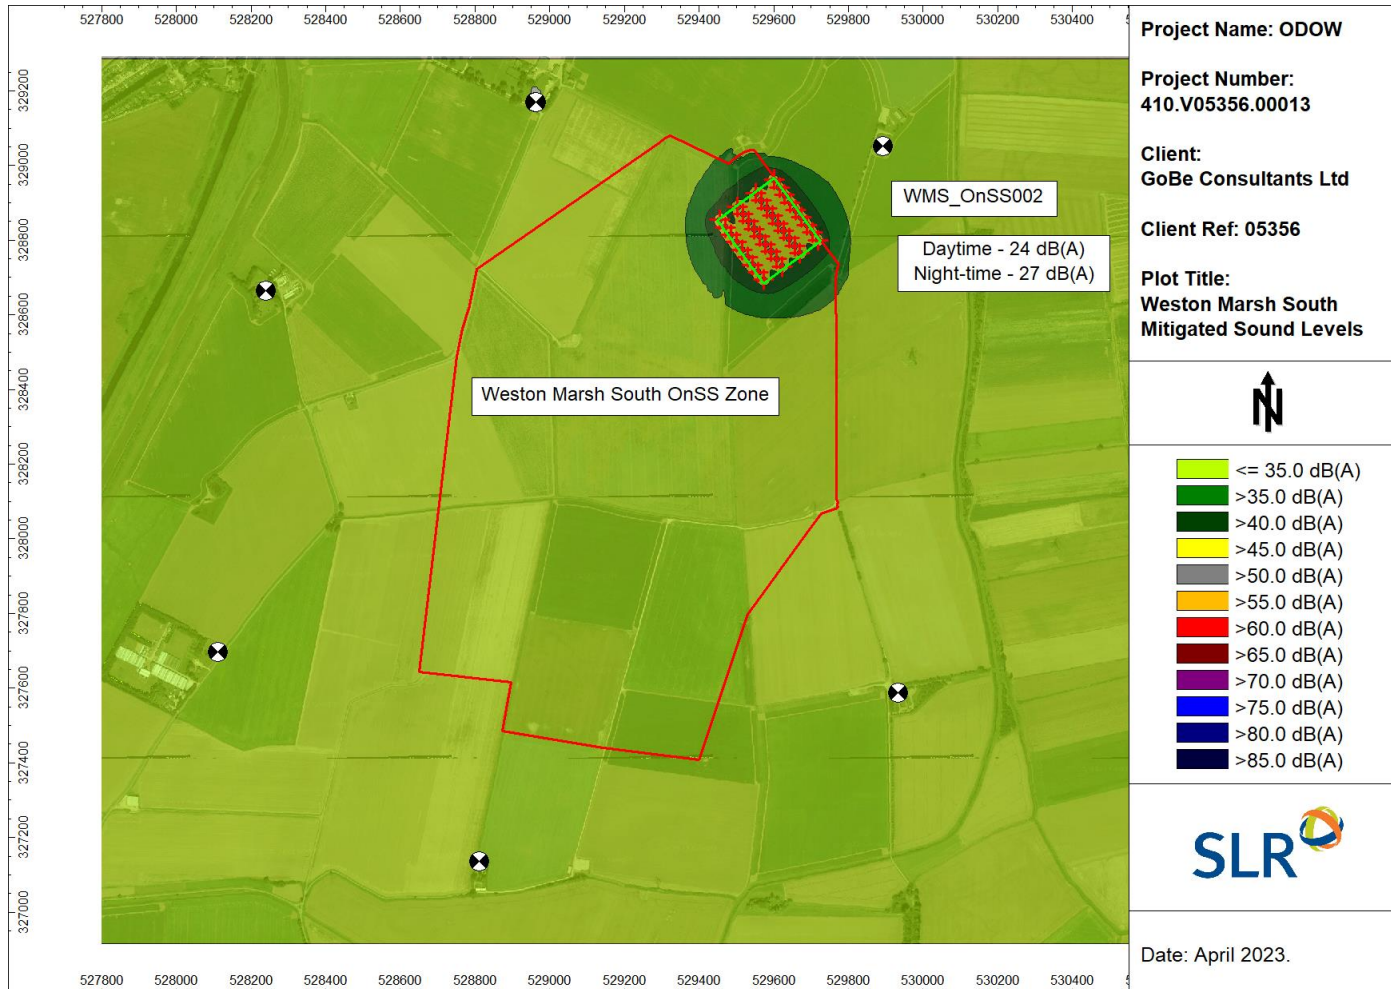 527800 528000 528200 528400 528600 528800 529000 529200 529400 529600 529800 530000 530200 530400
329200
329000
328800
328600
328400
328200
328000
327800
327600
327400
327200
327000
WMS_OnSS002
Daytime - 24 dB(A)
Night-time - 27 dB(A)
Weston Marsh South OnSS Zone
527800 528000 528200 528400 528600 528800 529000 529200 529400 529600 529800 530000 530200 530400
Project Name: ODOW
Project Number:
410.V05356.00013
Client:
GoBe Consultants Ltd
Client Ref: 05356
Plot Title:
Weston Marsh South
Mitigated Sound Levels
N
<= 35.0 dB(A)
>35.0 dB(A)
>40.0 dB(A)
>45.0 dB(A)
>50.0 dB(A)
>55.0 dB(A)
>60.0 dB(A)
>65.0 dB(A)
>70.0 dB(A)
>75.0 dB(A)
>80.0 dB(A)
>85.0 dB(A)
SLR
Date: April 2023.